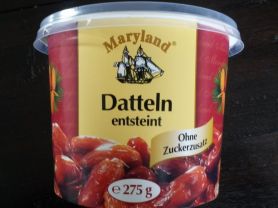 Maryland®
Datteln
entsteint
Ohne
Zuckerzusatz
℮ 275 g